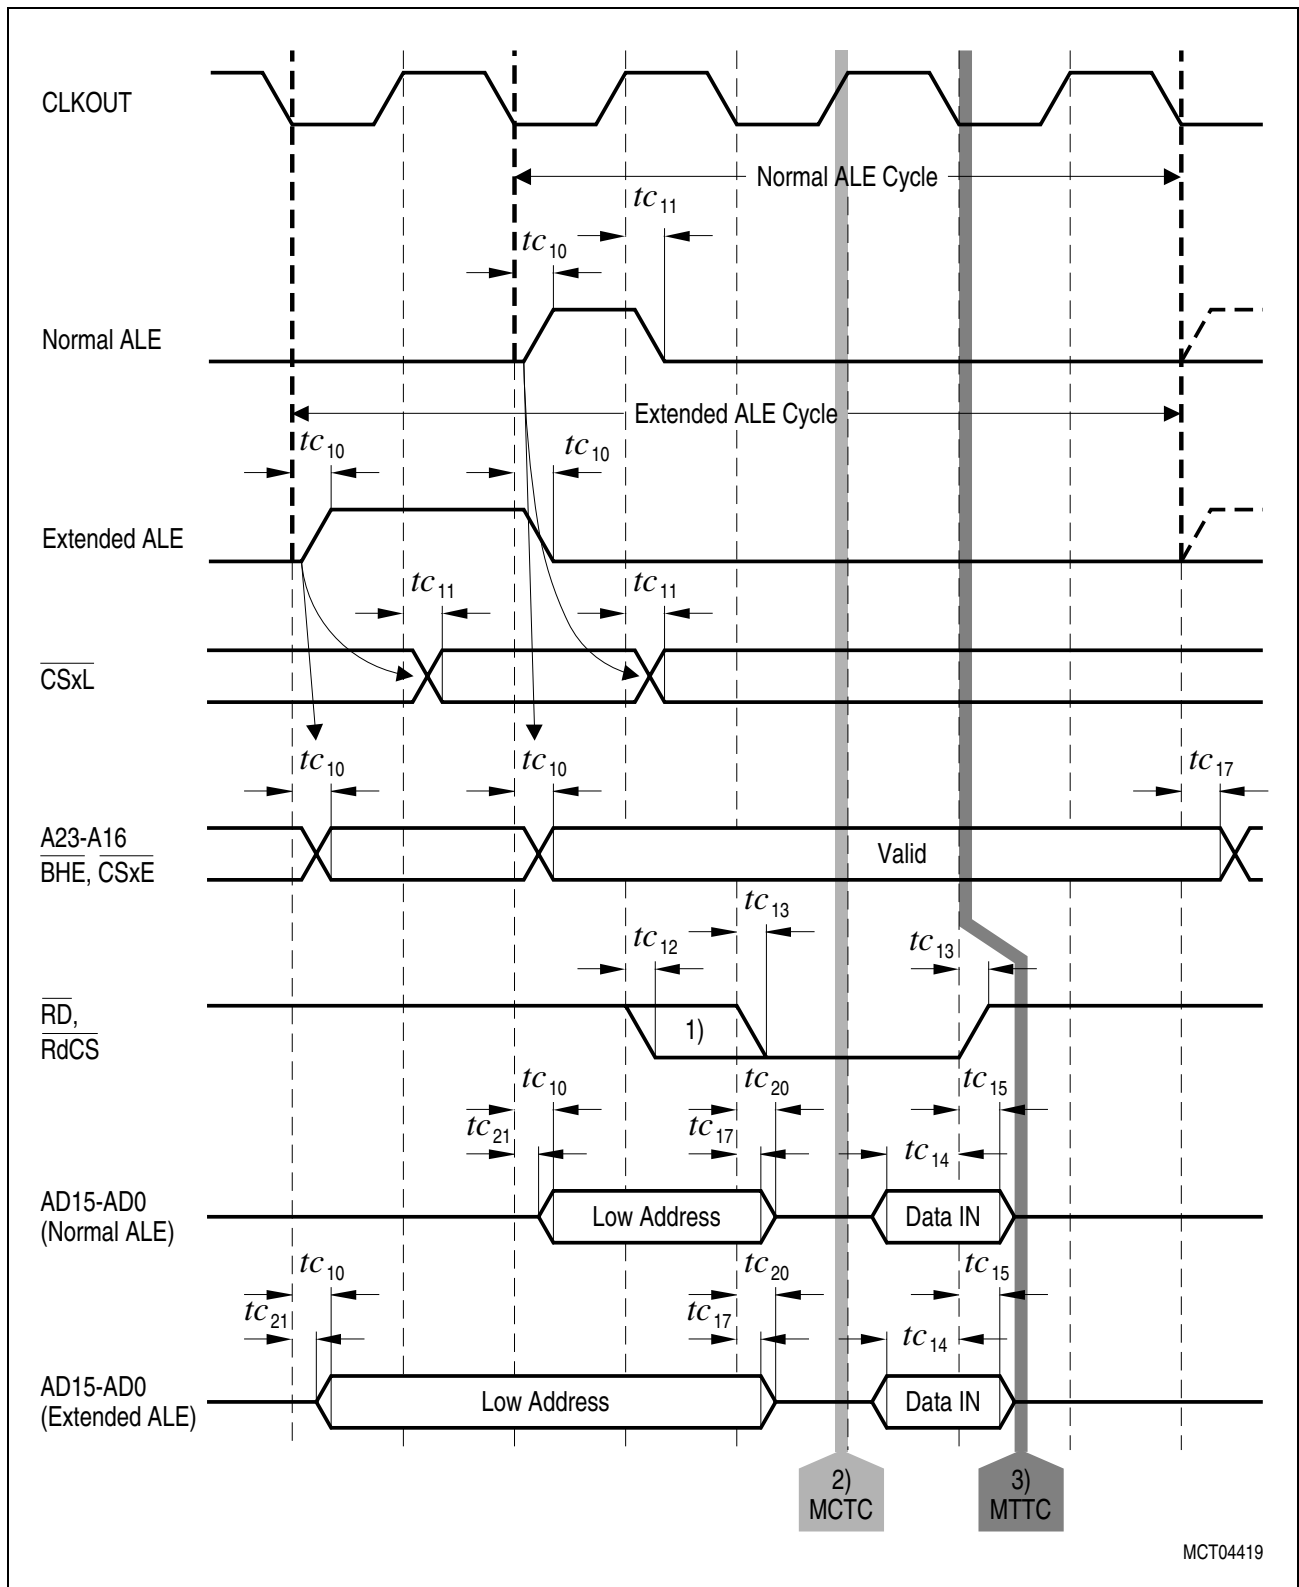 CLKOUT
Normal ALE Cycle
tc11
tc10
Normal ALE
Extended ALE Cycle
tc10
tc10
Extended ALE
tc11
tc11
CSxL
tc10
tc10
tc17
A23-A16
BHE, CSxE
Valid
tc13
tc12
tc13
RD,
RdCS
1)
tc10
tc20
tc15
tc21
tc17
tc14
AD15-AD0
(Normal ALE)
Low Address
Data IN
tc10
tc20
tc15
tc21
tc17
tc14
AD15-AD0
(Extended ALE)
Low Address
Data IN
2)
MCTC
3)
MTTC
MCT04419